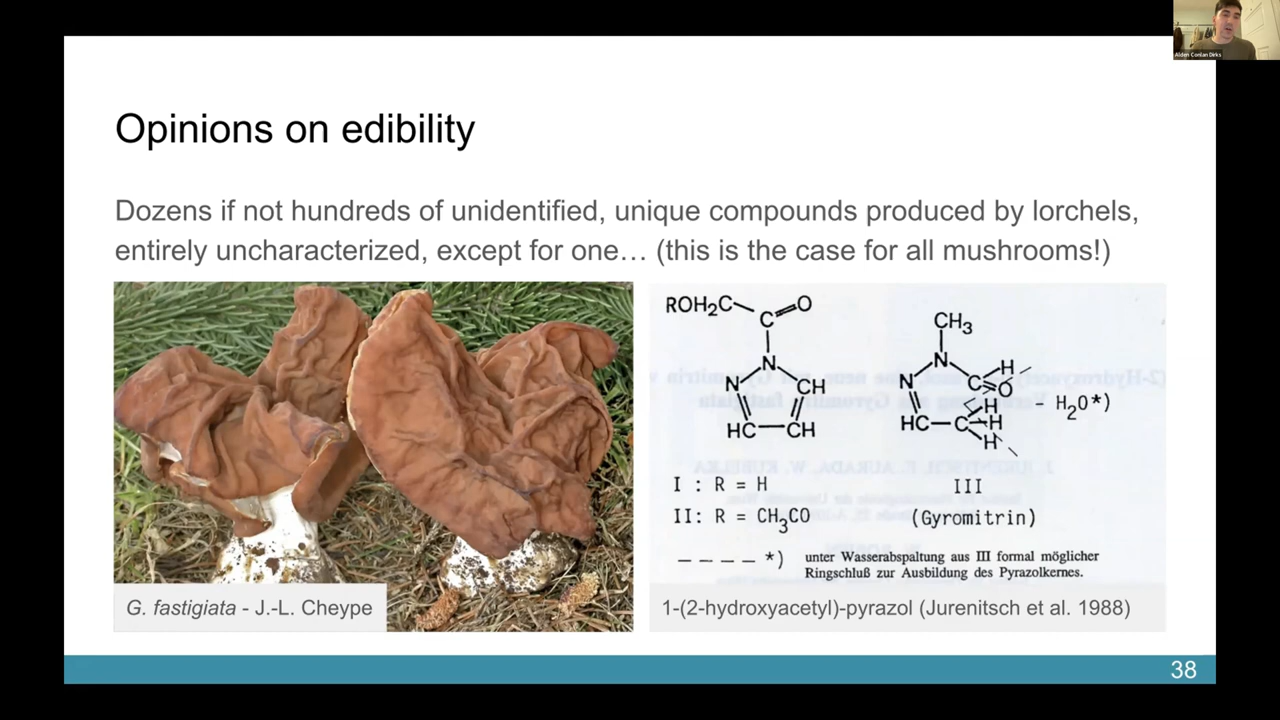 Alden Conlan Dirks
Opinions on edibility
Dozens if not hundreds of unidentified, unique compounds produced by lorchels,
entirely uncharacterized, except for one… (this is the case for all mushrooms!)
G. fastigiata - J.-L. Cheype
ROH₂C C O
N
N CH
HC CH
I : R = H
II: R = CH₃CO
CH₃
N
N C H O
HC C H H H
- H₂O*)
III
(Gyromitrin)
---- *) unter Wasserabspaltung aus III formal möglicher
Ringschluß zur Ausbildung des Pyrazolkernes.
1-(2-hydroxyacetyl)-pyrazol (Jurenitsch et al. 1988)
38